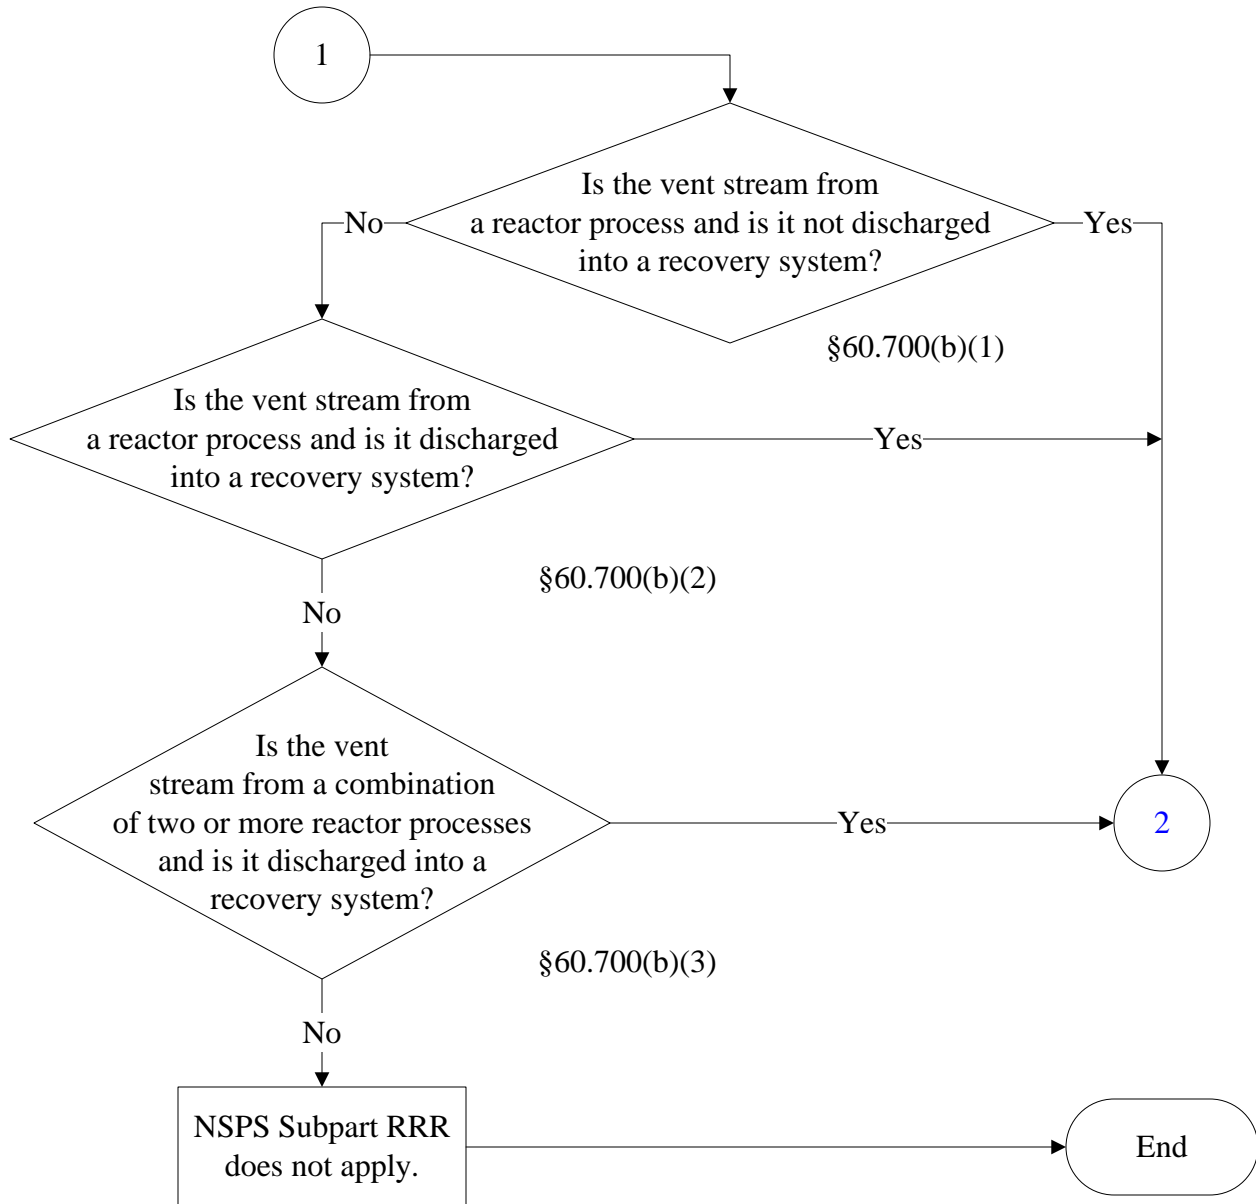 1
Is the vent stream from
a reactor process and is it not discharged
into a recovery system?
No
Yes
§60.700(b)(1)
Is the vent stream from
a reactor process and is it discharged
into a recovery system?
Yes
§60.700(b)(2)
No
Is the vent
stream from a combination
of two or more reactor processes
and is it discharged into a
recovery system?
Yes
2
§60.700(b)(3)
No
NSPS Subpart RRR
does not apply.
End